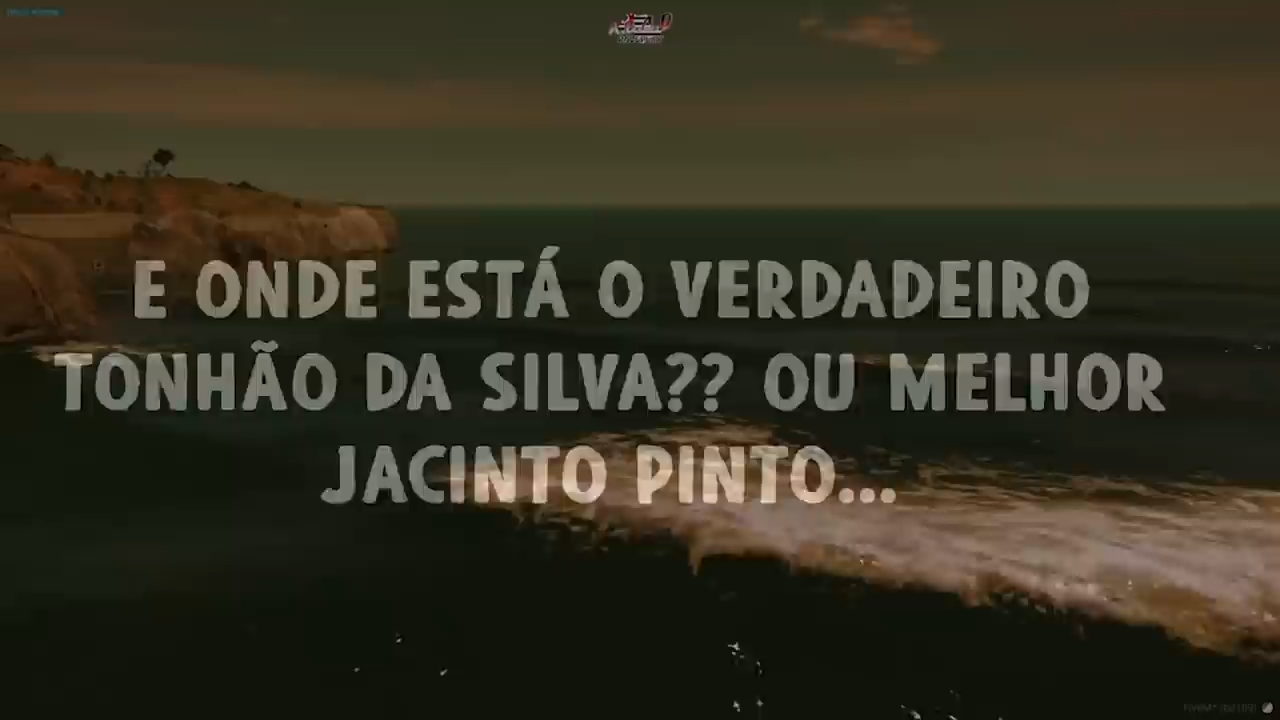 E ONDE ESTÁ O VERDADEIRO
TONHÃO DA SILVA?? OU MELHOR
JACINTO PINTO...